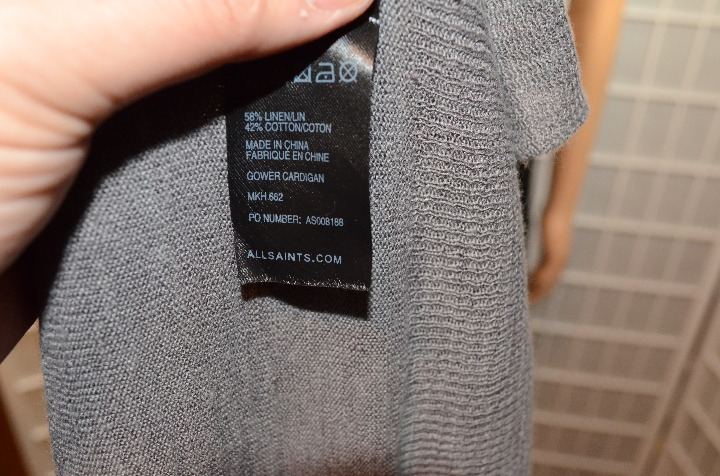 58% LINEN/LIN
42% COTTON/COTON
MADE IN CHINA
FABRIQUE EN CHINE
GOWER CARDIGAN
MKH 662
PO NUMBER: AS008188
ALLSAINTS.COM